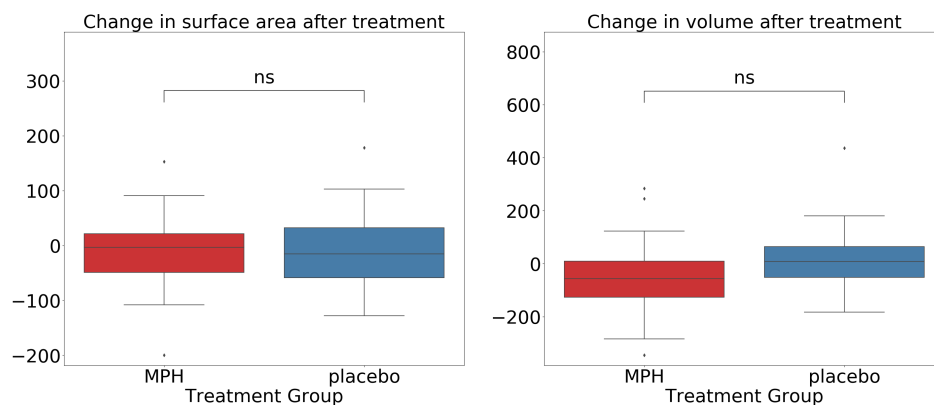 Change in surface area after treatment
300
200
100
0
−100
−200
ns
MPH
placebo
Treatment Group
Change in volume after treatment
800
600
400
200
0
−200
ns
MPH
placebo
Treatment Group